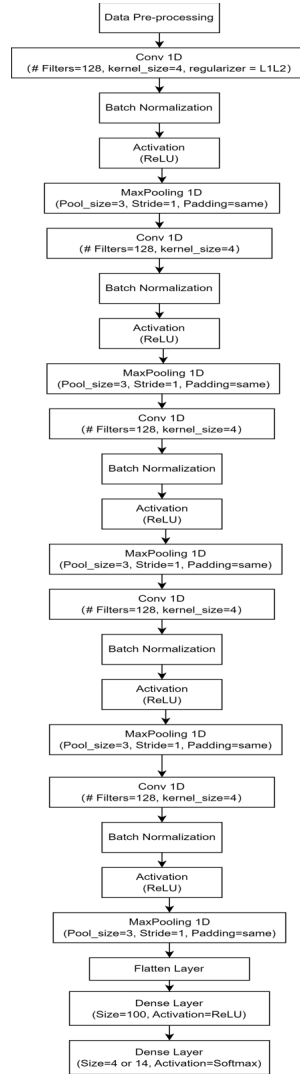 Data Pre-processing
Conv 1D
(# Filters=128, kernel_size=4, regularizer = L1L2)
Batch Normalization
Activation
(ReLU)
MaxPooling 1D
(Pool_size=3, Stride=1, Padding=same)
Conv 1D
(# Filters=128, kernel_size=4)
Batch Normalization
Activation
(ReLU)
MaxPooling 1D
(Pool_size=3, Stride=1, Padding=same)
Conv 1D
(# Filters=128, kernel_size=4)
Batch Normalization
Activation
(ReLU)
MaxPooling 1D
(Pool_size=3, Stride=1, Padding=same)
Conv 1D
(# Filters=128, kernel_size=4)
Batch Normalization
Activation
(ReLU)
MaxPooling 1D
(Pool_size=3, Stride=1, Padding=same)
Conv 1D
(# Filters=128, kernel_size=4)
Batch Normalization
Activation
(ReLU)
MaxPooling 1D
(Pool_size=3, Stride=1, Padding=same)
Flatten Layer
Dense Layer
(Size=100, Activation=ReLU)
Dense Layer
(Size=4 or 14, Activation=Softmax)